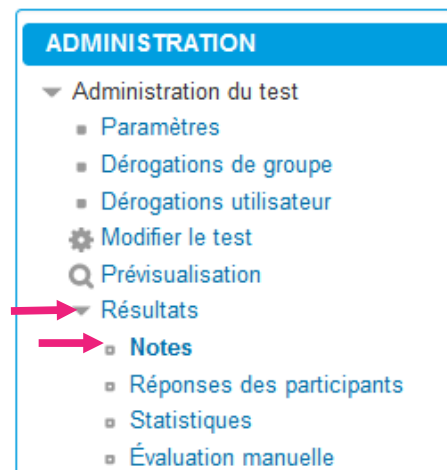 ADMINISTRATION
Administration du test
Paramètres
Dérogations de groupe
Dérogations utilisateur
Modifier le test
Prévisualisation
Résultats
Notes
Réponses des participants
Statistiques
Évaluation manuelle